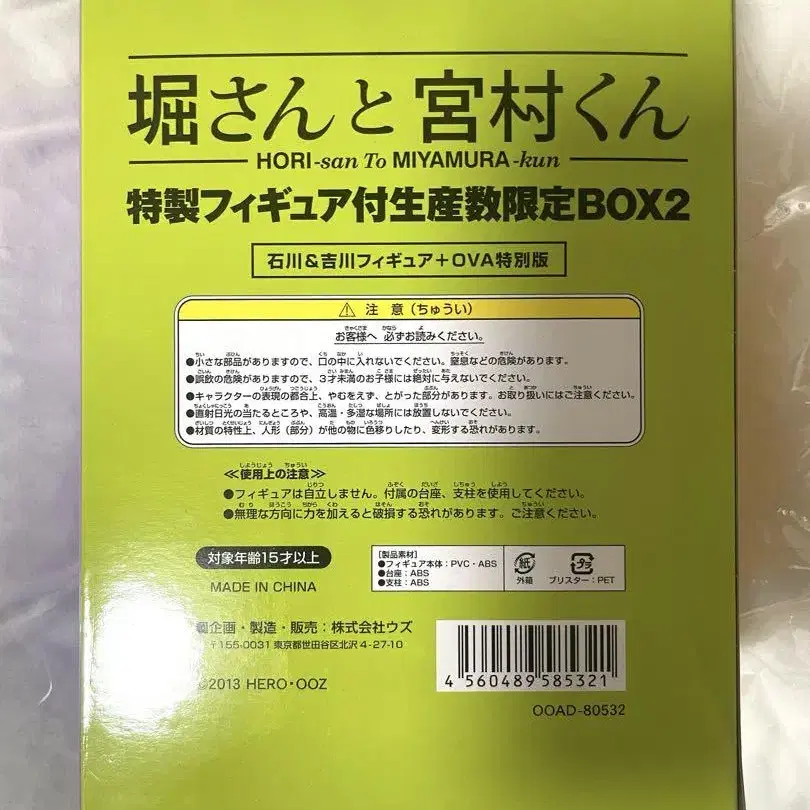 堀さんと宮村くん
HORI-san To MIYAMURA-kun
特製フィギュア付生産数限定BOX2
石川&吉川フィギュア+OVA特別版
⚠ 注 意(ちゅうい)
お客様へ 必ずお読みください。
●小さな部品がありますので、口の中に入れないでください。窒息などの危険があります。
●誤飲の危険がありますので、3才未満のお子様には絶対に与えないでください。
●キャラクターの表現の都合上、やむをえず、とがった部分があります。お取り扱いにはご注意ください。
●直射日光の当たるところや、高温・多湿な場所には放置しないでください。
●材質の特性上、人形(部分)が他の物に色移りしたり、変形する恐れがあります。
≪使用上の注意≫
●フィギュアは自立しません。付属の台座、支柱を使用してください。
●無理な方向に力を加えると破損する恐れがあります。ご注意ください。
対象年齢15才以上
MADE IN CHINA
[製品素材]
●フィギュア本体:PVC・ABS
●台座:ABS
●支柱:ABS
紙
外箱
プラ
ブリスター:PET
企画・製造・販売:株式会社ウズ
〒155-0031 東京都世田谷区北沢 4-27-10
©2013 HERO・OOZ
4 560489 585321
OOAD-80532